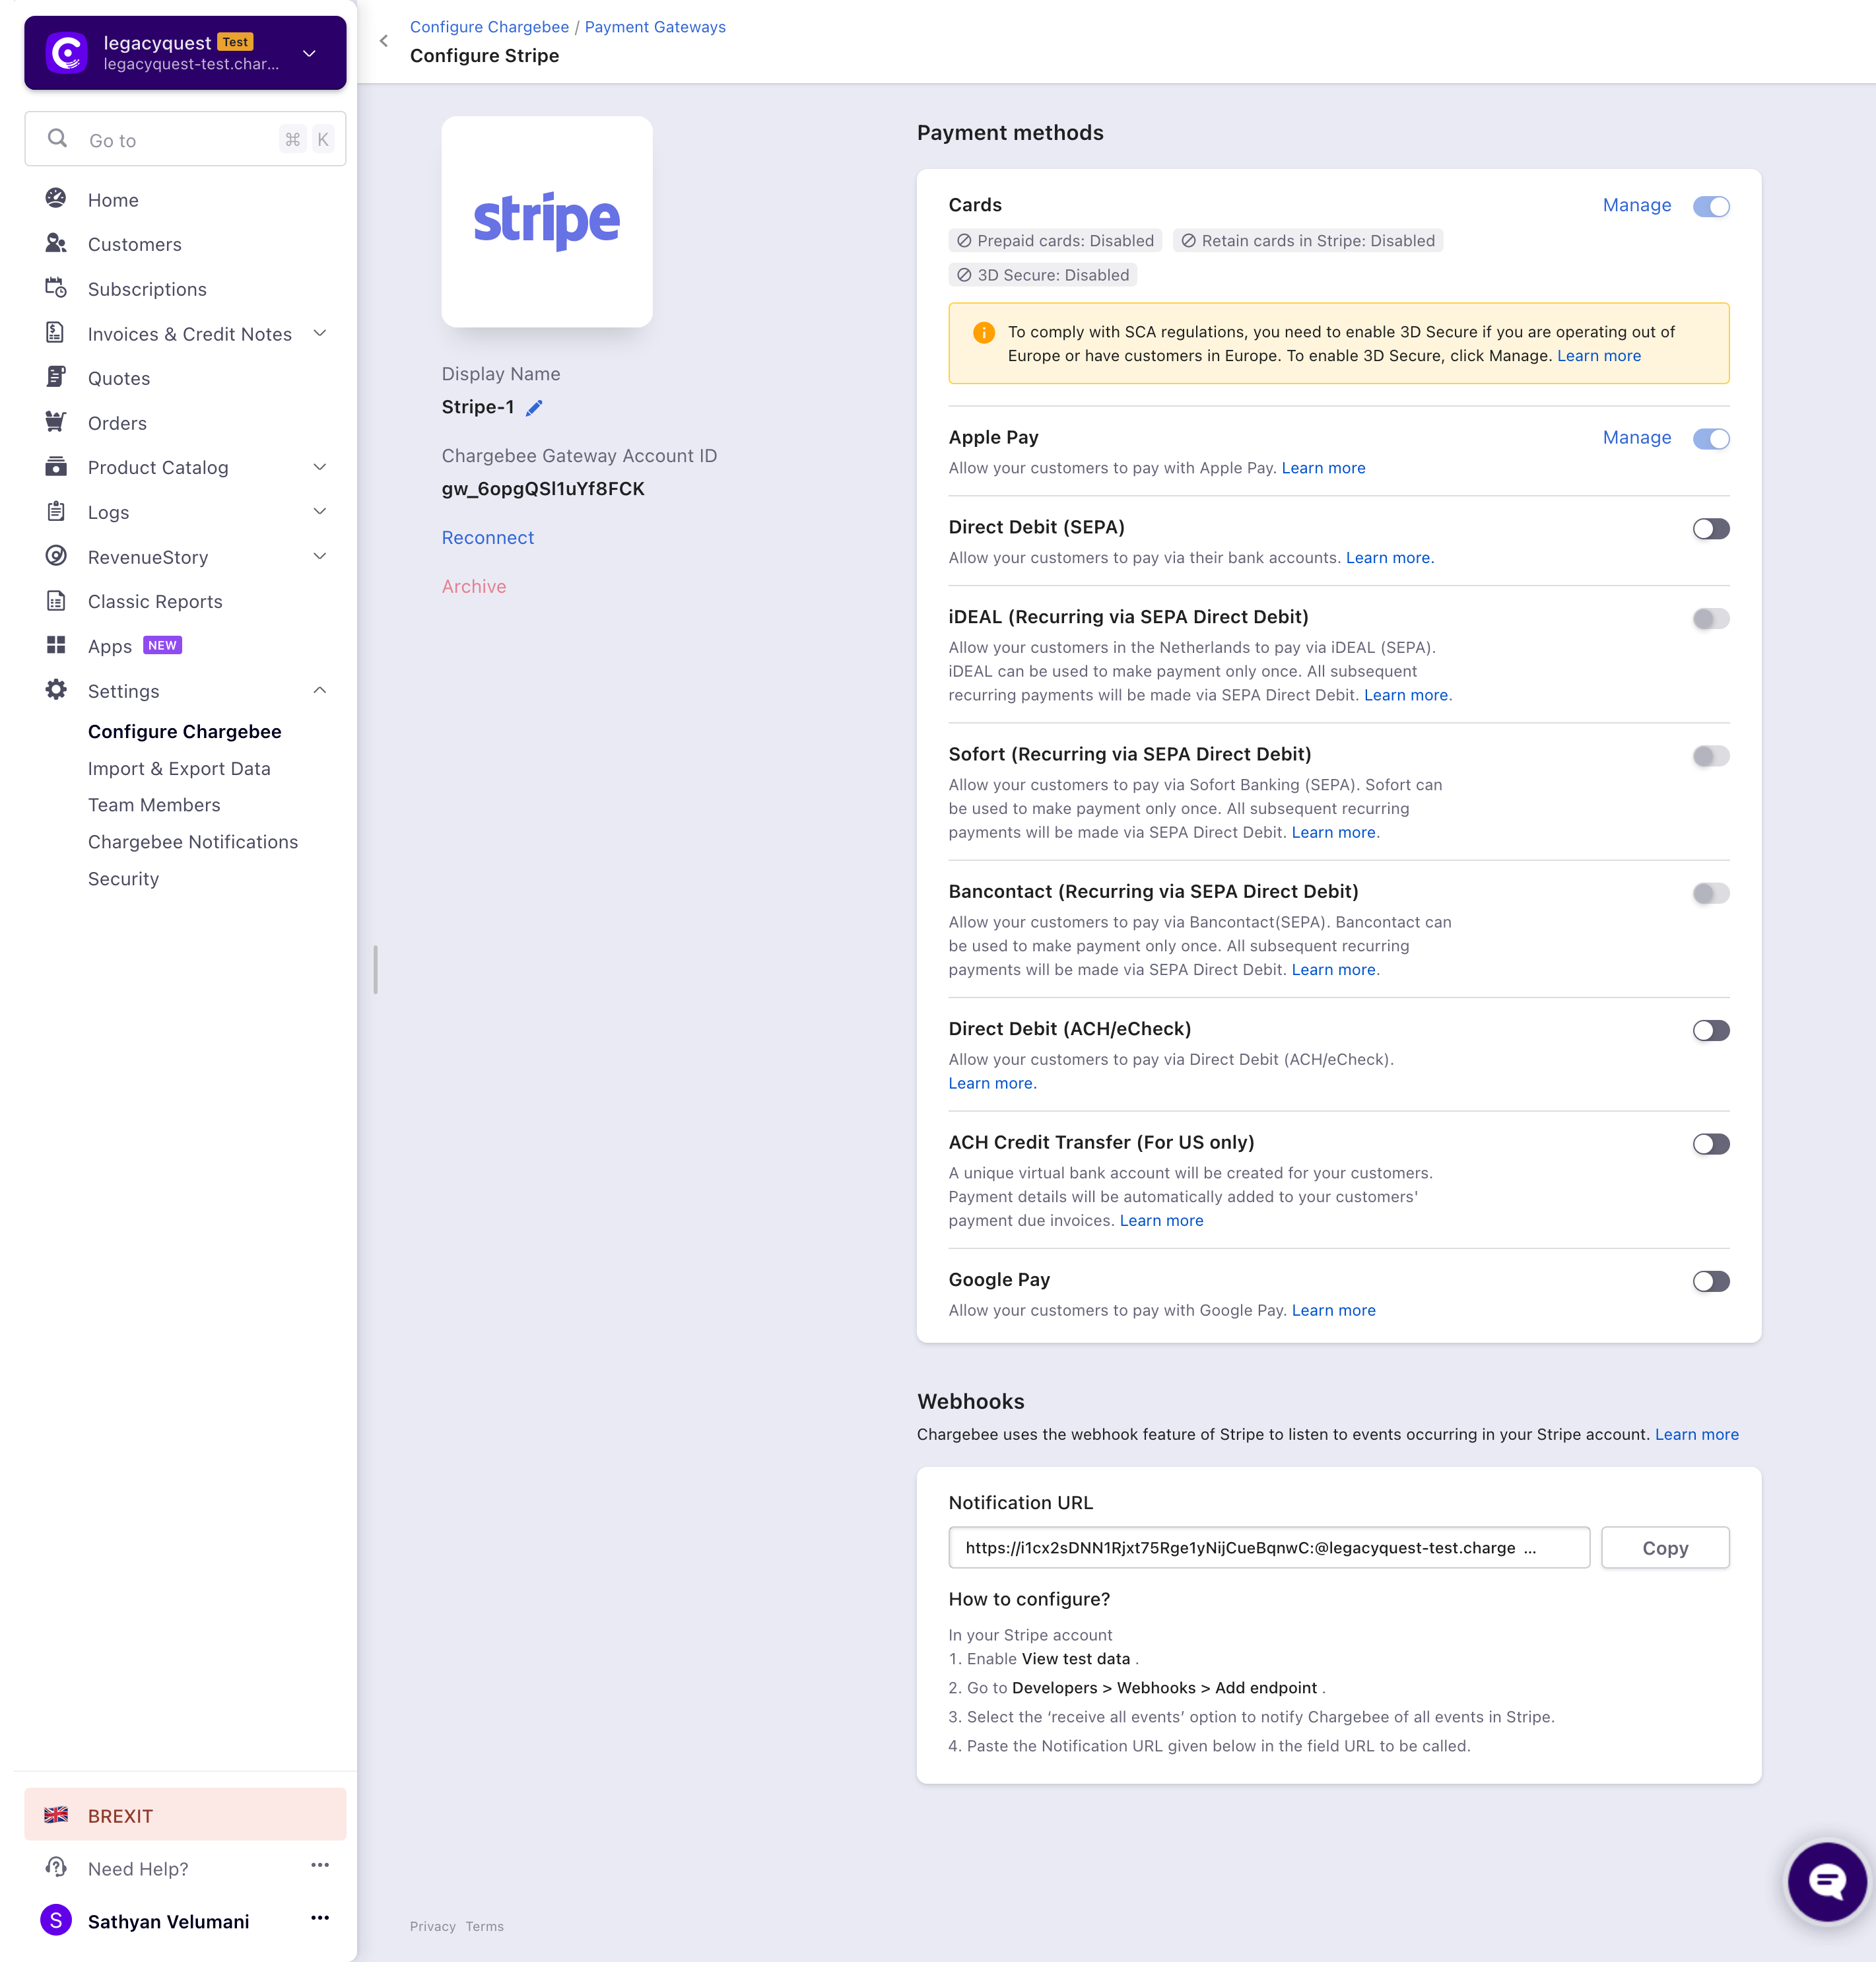 legacyquest Test
legacyquest-test.char...
Go to ⌘ K
Home
Customers
Subscriptions
Invoices & Credit Notes
Quotes
Orders
Product Catalog
Logs
RevenueStory
Classic Reports
Apps NEW
Settings
Configure Chargebee
Import & Export Data
Team Members
Chargebee Notifications
Security
BREXIT
Need Help?
S Sathyan Velumani
Configure Chargebee / Payment Gateways
Configure Stripe
stripe
Display Name
Stripe-1
Chargebee Gateway Account ID
gw_6opgQSl1uYf8FCK
Reconnect
Archive
Payment methods
Cards Manage
Prepaid cards: Disabled Retain cards in Stripe: Disabled
3D Secure: Disabled
To comply with SCA regulations, you need to enable 3D Secure if you are operating out of
Europe or have customers in Europe. To enable 3D Secure, click Manage. Learn more
Apple Pay Manage
Allow your customers to pay with Apple Pay. Learn more
Direct Debit (SEPA)
Allow your customers to pay via their bank accounts. Learn more.
iDEAL (Recurring via SEPA Direct Debit)
Allow your customers in the Netherlands to pay via iDEAL (SEPA).
iDEAL can be used to make payment only once. All subsequent
recurring payments will be made via SEPA Direct Debit. Learn more.
Sofort (Recurring via SEPA Direct Debit)
Allow your customers to pay via Sofort Banking (SEPA). Sofort can
be used to make payment only once. All subsequent recurring
payments will be made via SEPA Direct Debit. Learn more.
Bancontact (Recurring via SEPA Direct Debit)
Allow your customers to pay via Bancontact(SEPA). Bancontact can
be used to make payment only once. All subsequent recurring
payments will be made via SEPA Direct Debit. Learn more.
Direct Debit (ACH/eCheck)
Allow your customers to pay via Direct Debit (ACH/eCheck).
Learn more.
ACH Credit Transfer (For US only)
A unique virtual bank account will be created for your customers.
Payment details will be automatically added to your customers'
payment due invoices. Learn more
Google Pay
Allow your customers to pay with Google Pay. Learn more
Webhooks
Chargebee uses the webhook feature of Stripe to listen to events occurring in your Stripe account. Learn more
Notification URL
https://i1cx2sDNN1Rjxt75Rge1yNijCueBqnwC:@legacyquest-test.charge ... Copy
How to configure?
In your Stripe account
1. Enable View test data .
2. Go to Developers > Webhooks > Add endpoint .
3. Select the ‘receive all events’ option to notify Chargebee of all events in Stripe.
4. Paste the Notification URL given below in the field URL to be called.
Privacy Terms